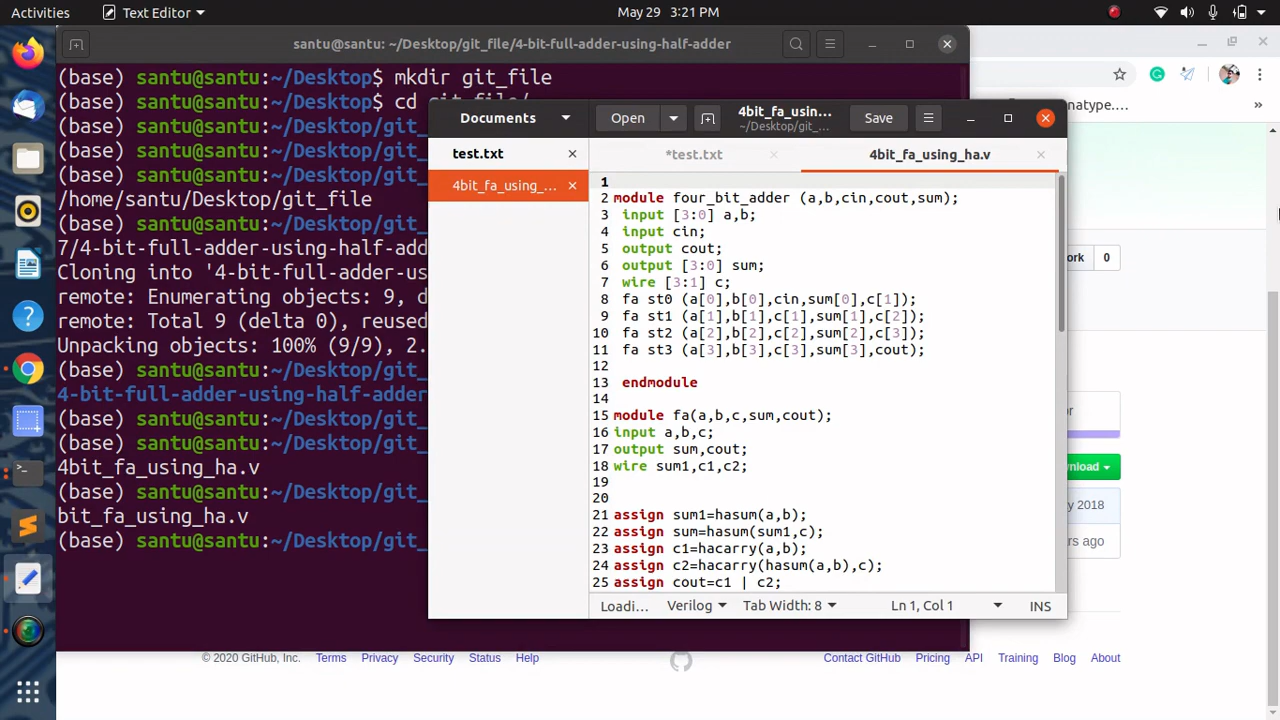 Activities
Text Editor
May 29 3:21 PM
santu@santu: ~/Desktop/git_file/4-bit-full-adder-using-half-adder
(base) santu@santu:~/Desktop$ mkdir git_file
(base) santu@santu:~/Desktop$ cd git_file/
(base) santu@santu:~/Desktop/git_
(base) santu@santu:~/Desktop/git_
(base) santu@santu:~/Desktop/git_
/home/santu/Desktop/git_file
(base) santu@santu:~/Desktop/git_
7/4-bit-full-adder-using-half-add
Cloning into '4-bit-full-adder-us
remote: Enumerating objects: 9, d
remote: Total 9 (delta 0), reused
Unpacking objects: 100% (9/9), 2.
(base) santu@santu:~/Desktop/git_
4-bit-full-adder-using-half-adder
(base) santu@santu:~/Desktop/git_
(base) santu@santu:~/Desktop/git_
4bit_fa_using_ha.v
(base) santu@santu:~/Desktop/git_
bit_fa_using_ha.v
(base) santu@santu:~/Desktop/git_
Documents
Open
4bit_fa_usin...
~/Desktop/git_...
Save
test.txt
4bit_fa_using_...
*test.txt
4bit_fa_using_ha.v
1
2 module four_bit_adder (a,b,cin,cout,sum);
3 input [3:0] a,b;
4 input cin;
5 output cout;
6 output [3:0] sum;
7 wire [3:1] c;
8 fa st0 (a[0],b[0],cin,sum[0],c[1]);
9 fa st1 (a[1],b[1],c[1],sum[1],c[2]);
10 fa st2 (a[2],b[2],c[2],sum[2],c[3]);
11 fa st3 (a[3],b[3],c[3],sum[3],cout);
12
13 endmodule
14
15 module fa(a,b,c,sum,cout);
16 input a,b,c;
17 output sum,cout;
18 wire sum1,c1,c2;
19
20
21 assign sum1=hasum(a,b);
22 assign sum=hasum(sum1,c);
23 assign c1=hacarry(a,b);
24 assign c2=hacarry(hasum(a,b),c);
25 assign cout=c1 | c2;
Loadi... Verilog Tab Width: 8 Ln 1, Col 1 INS
natype.... »
ork 0
or
nload
y 2018
rs ago
© 2020 GitHub, Inc. Terms Privacy Security Status Help
Contact GitHub Pricing API Training Blog About